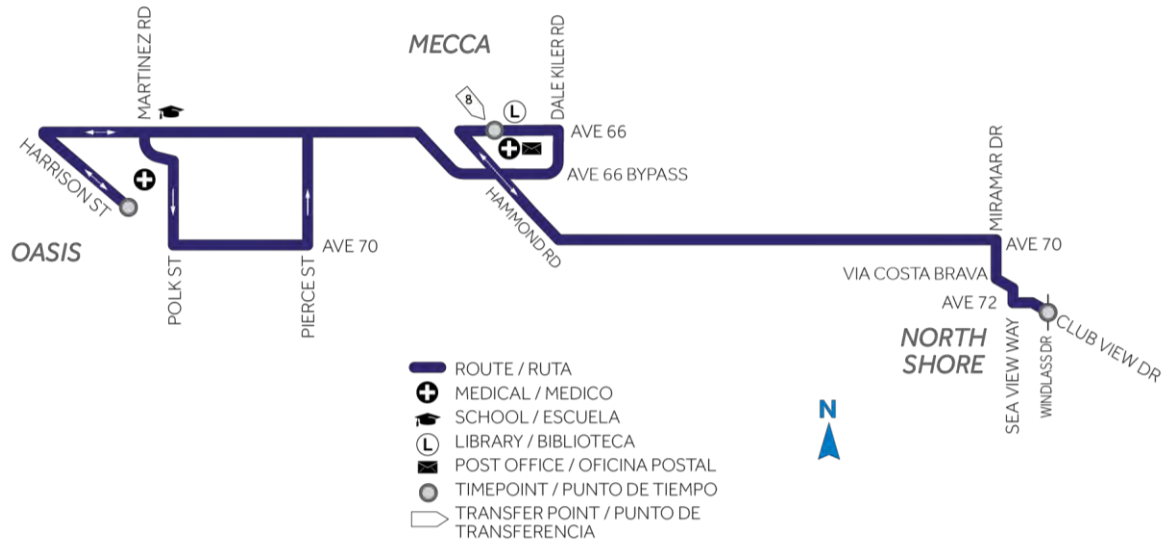 MECCA
MARTINEZ RD
DALE KILER RD
8
L
AVE 66
HARRISON ST
AVE 66 BYPASS
HAMMOND RD
MIRAMAR DR
OASIS
POLK ST
PIERCE ST
AVE 70
AVE 70
VIA COSTA BRAVA
AVE 72
NORTH
SHORE
SEA VIEW WAY
WINDLASS DR
CLUB VIEW DR
ROUTE / RUTA
MEDICAL / MEDICO
SCHOOL / ESCUELA
L
LIBRARY / BIBLIOTECA
POST OFFICE / OFICINA POSTAL
TIMEPOINT / PUNTO DE TIEMPO
TRANSFER POINT / PUNTO DE
TRANSFERENCIA
N